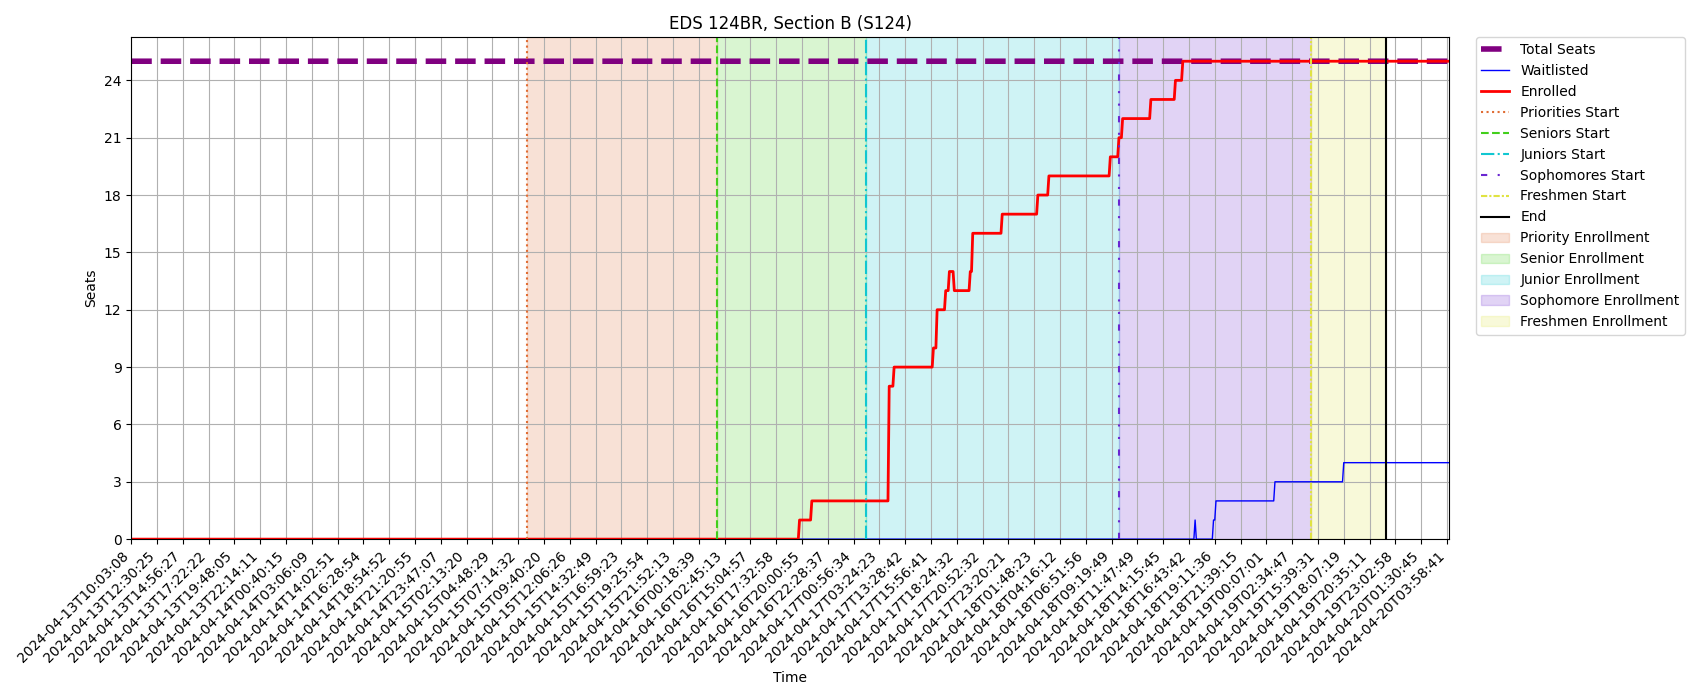 EDS 124BR, Section B (S124)
Seats
24
21
18
15
12
9
6
3
0
2024-04-13T10:03:08
2024-04-13T12:30:25
2024-04-13T14:56:27
2024-04-13T17:22:22
2024-04-13T19:48:05
2024-04-13T22:14:11
2024-04-14T00:40:15
2024-04-14T03:06:09
2024-04-14T14:02:51
2024-04-14T16:28:54
2024-04-14T18:54:52
2024-04-14T21:20:55
2024-04-14T23:47:07
2024-04-15T02:13:20
2024-04-15T04:48:29
2024-04-15T07:14:32
2024-04-15T09:40:20
2024-04-15T12:06:26
2024-04-15T14:32:49
2024-04-15T16:59:23
2024-04-15T19:25:54
2024-04-15T21:52:13
2024-04-16T00:18:39
2024-04-16T02:45:13
2024-04-16T15:04:57
2024-04-16T17:32:58
2024-04-16T20:00:55
2024-04-16T22:28:37
2024-04-17T00:56:34
2024-04-17T03:24:23
2024-04-17T13:28:42
2024-04-17T15:56:41
2024-04-17T18:24:32
2024-04-17T20:52:32
2024-04-17T23:20:21
2024-04-18T01:48:23
2024-04-18T04:16:12
2024-04-18T06:51:56
2024-04-18T09:19:49
2024-04-18T11:47:49
2024-04-18T14:15:45
2024-04-18T16:43:42
2024-04-18T19:11:36
2024-04-18T21:39:15
2024-04-19T00:07:01
2024-04-19T02:34:47
2024-04-19T15:39:31
2024-04-19T18:07:19
2024-04-19T20:35:11
2024-04-19T23:02:58
2024-04-20T01:30:45
2024-04-20T03:58:41
Time
Total Seats
Waitlisted
Enrolled
Priorities Start
Seniors Start
Juniors Start
Sophomores Start
Freshmen Start
End
Priority Enrollment
Senior Enrollment
Junior Enrollment
Sophomore Enrollment
Freshmen Enrollment